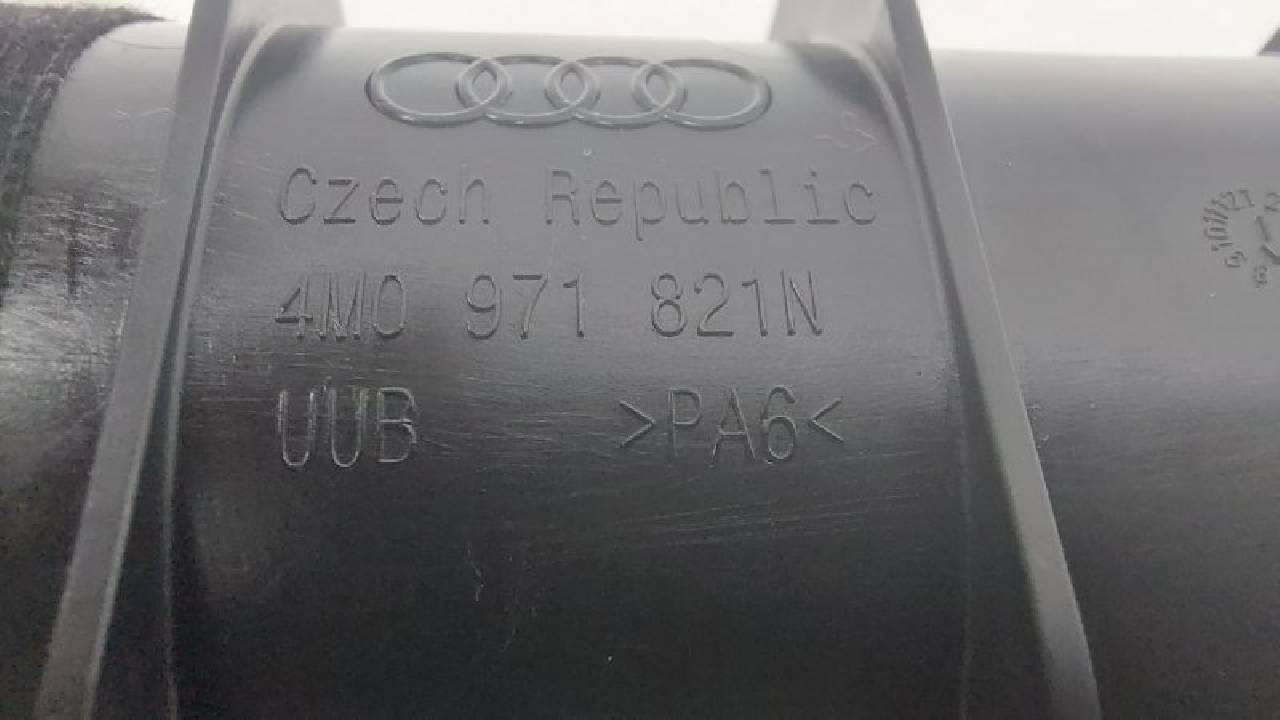 Czech Republic
4M0 971 821N
UUB >PA6<